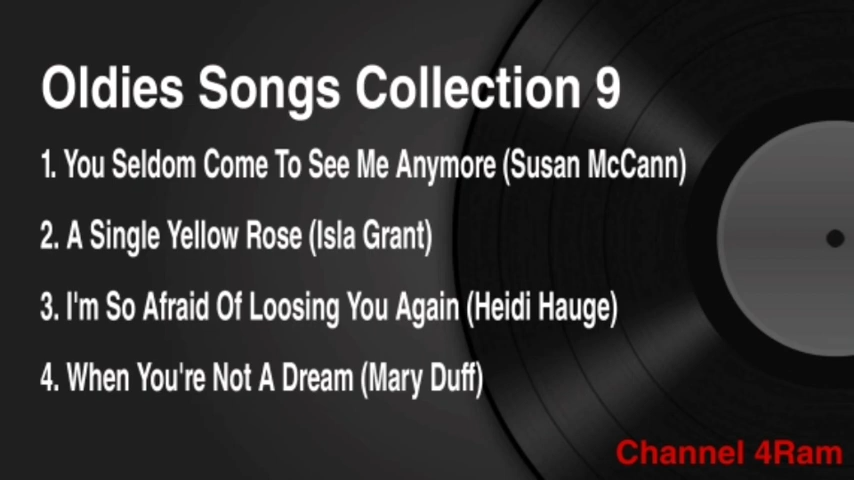 Oldies Songs Collection 9
1. You Seldom Come To See Me Anymore (Susan McCann)
2. A Single Yellow Rose (Isla Grant)
3. I'm So Afraid Of Loosing You Again (Heidi Hauge)
4. When You're Not A Dream (Mary Duff)
Channel 4Ram